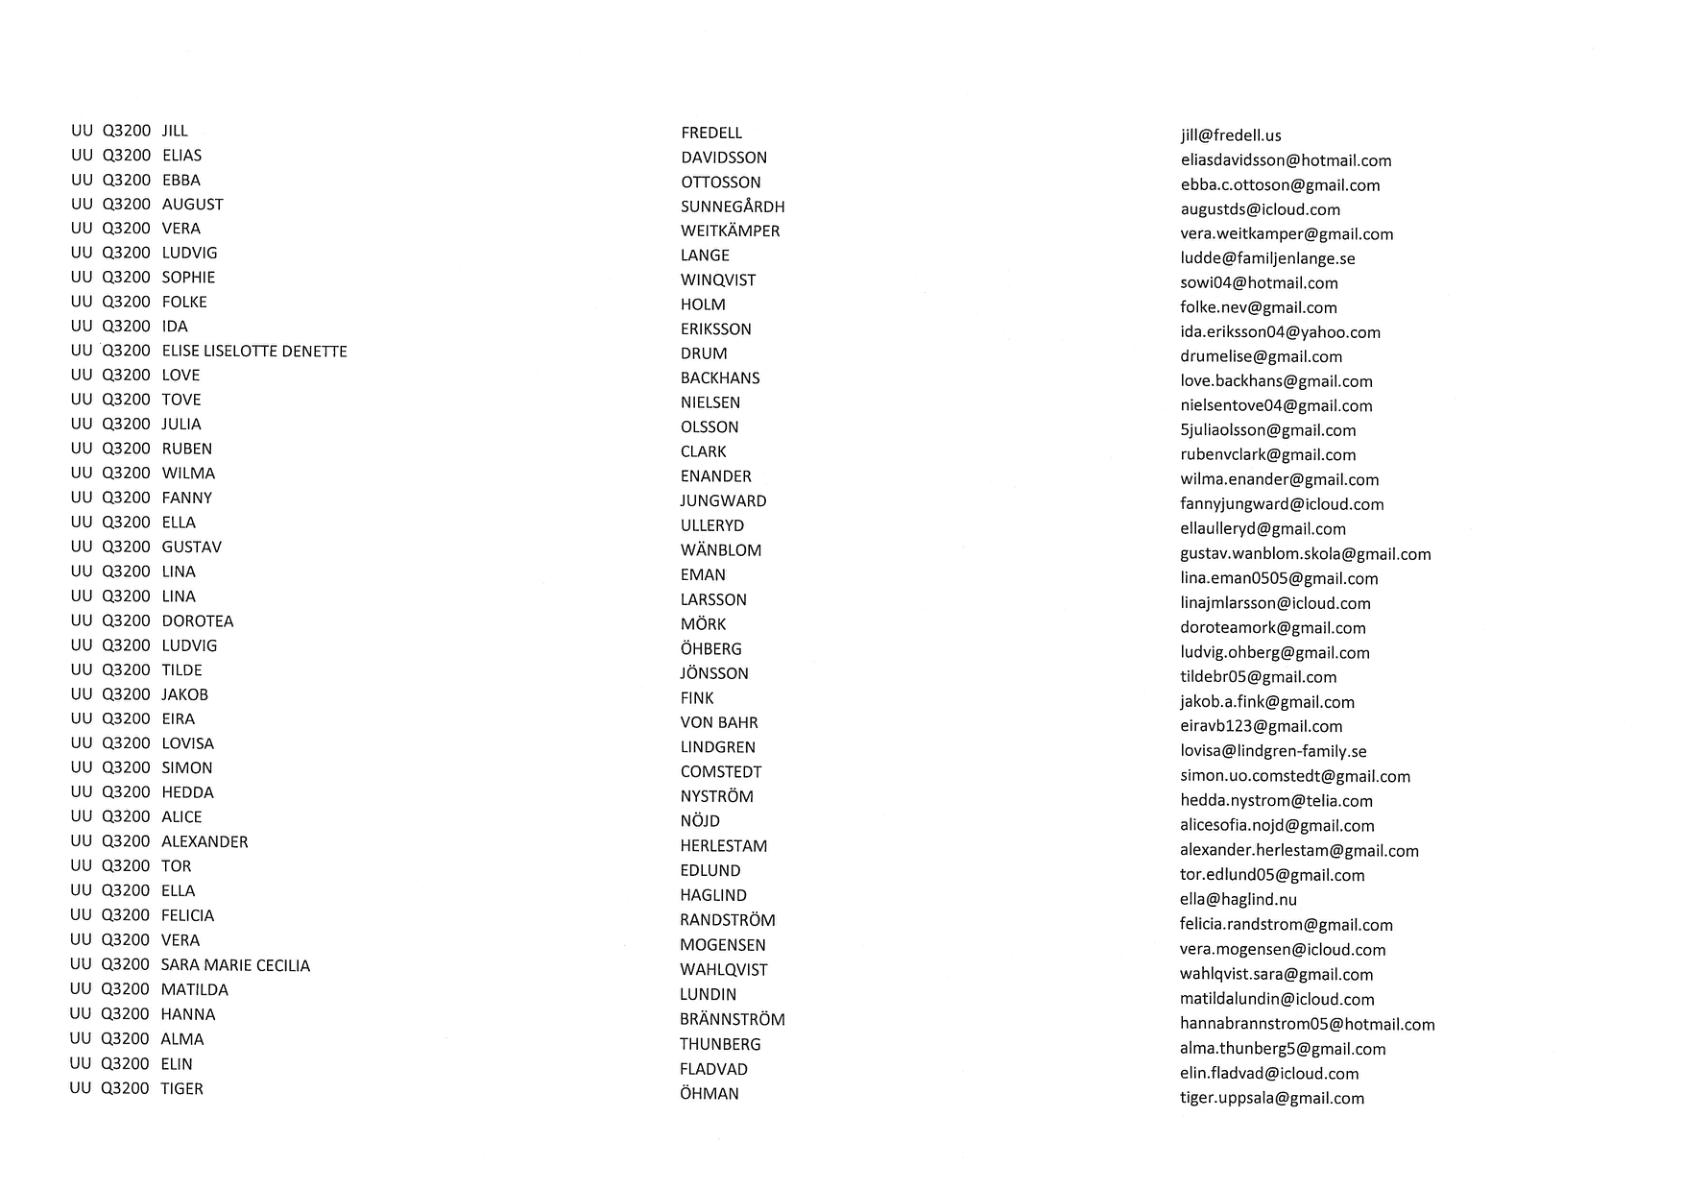 UU Q3200 JILL FREDELL jill@fredell.us
UU Q3200 ELIAS DAVIDSSON eliasdavidsson@hotmail.com
UU Q3200 EBBA OTTOSSON ebba.c.ottoson@gmail.com
UU Q3200 AUGUST SUNNEGÅRDH augustds@icloud.com
UU Q3200 VERA WEITKÄMPER vera.weitkamper@gmail.com
UU Q3200 LUDVIG LANGE ludde@familjenlange.se
UU Q3200 SOPHIE WINQVIST sowi04@hotmail.com
UU Q3200 FOLKE HOLM folke.nev@gmail.com
UU Q3200 IDA ERIKSSON ida.eriksson04@yahoo.com
UU Q3200 ELISE LISELOTTE DENETTE DRUM drumelise@gmail.com
UU Q3200 LOVE BACKHANS love.backhans@gmail.com
UU Q3200 TOVE NIELSEN nielsentove04@gmail.com
UU Q3200 JULIA OLSSON 5juliaolsson@gmail.com
UU Q3200 RUBEN CLARK rubenvclark@gmail.com
UU Q3200 WILMA ENANDER wilma.enander@gmail.com
UU Q3200 FANNY JUNGWARD fannyjungward@icloud.com
UU Q3200 ELLA ULLERYD ellaulleryd@gmail.com
UU Q3200 GUSTAV WÄNBLOM gustav.wanblom.skola@gmail.com
UU Q3200 LINA EMAN lina.eman0505@gmail.com
UU Q3200 LINA LARSSON linajmlarsson@icloud.com
UU Q3200 DOROTEA MÖRK doroteamork@gmail.com
UU Q3200 LUDVIG ÖHBERG ludvig.ohberg@gmail.com
UU Q3200 TILDE JÖNSSON tildebr05@gmail.com
UU Q3200 JAKOB FINK jakob.a.fink@gmail.com
UU Q3200 EIRA VON BAHR eiravb123@gmail.com
UU Q3200 LOVISA LINDGREN lovisa@lindgren-family.se
UU Q3200 SIMON COMSTEDT simon.uo.comstedt@gmail.com
UU Q3200 HEDDA NYSTRÖM hedda.nystrom@telia.com
UU Q3200 ALICE NÖJD alicesofia.nojd@gmail.com
UU Q3200 ALEXANDER HERLESTAM alexander.herlestam@gmail.com
UU Q3200 TOR EDLUND tor.edlund05@gmail.com
UU Q3200 ELLA HAGLIND ella@haglind.nu
UU Q3200 FELICIA RANDSTRÖM felicia.randstrom@gmail.com
UU Q3200 VERA MOGENSEN vera.mogensen@icloud.com
UU Q3200 SARA MARIE CECILIA WAHLQVIST wahlqvist.sara@gmail.com
UU Q3200 MATILDA LUNDIN matildalundin@icloud.com
UU Q3200 HANNA BRÄNNSTRÖM hannabrannstrom05@hotmail.com
UU Q3200 ALMA THUNBERG alma.thunberg5@gmail.com
UU Q3200 ELIN FLADVAD elin.fladvad@icloud.com
UU Q3200 TIGER ÖHMAN tiger.uppsala@gmail.com